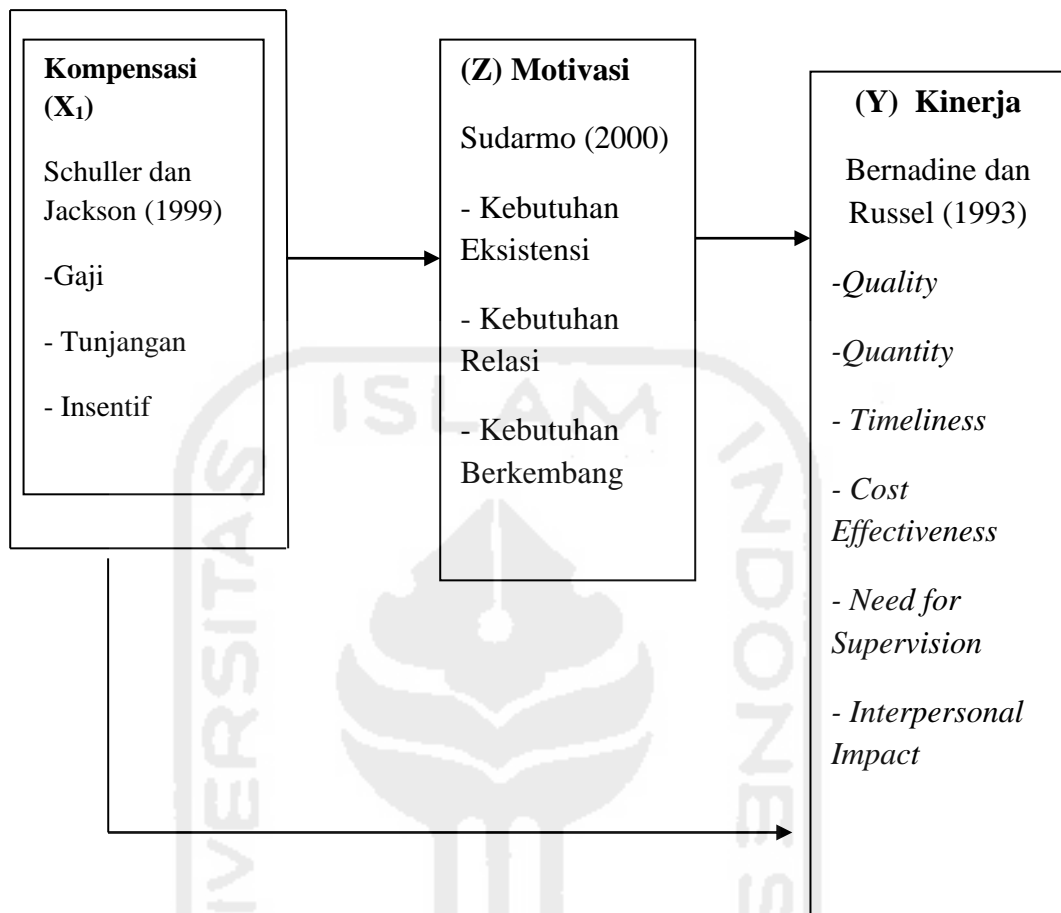 Kompensasi
(X₁)
Schuller dan
Jackson (1999)
-Gaji
- Tunjangan
- Insentif
(Z) Motivasi
Sudarmo (2000)
- Kebutuhan
Eksistensi
- Kebutuhan
Relasi
- Kebutuhan
Berkembang
(Y) Kinerja
Bernadine dan
Russel (1993)
-Quality
-Quantity
- Timeliness
- Cost
Effectiveness
- Need for
Supervision
- Interpersonal
Impact
ISLAM